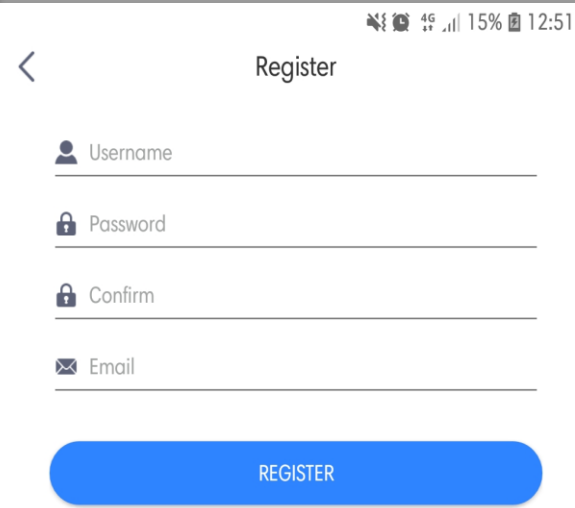 4G 15% 12:51
Register
Username
Password
Confirm
Email
REGISTER